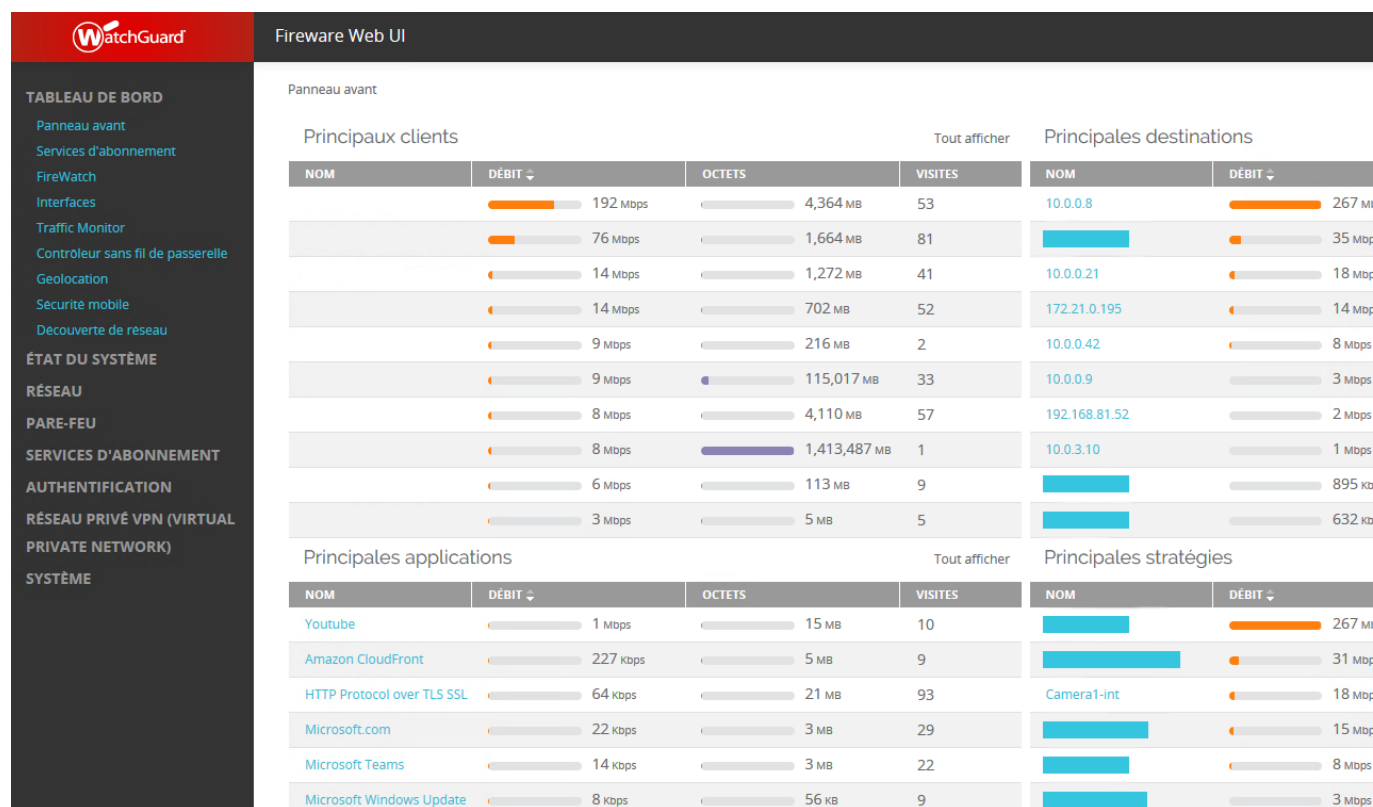 WatchGuard
Fireware Web UI
TABLEAU DE BORD
Panneau avant
Services d'abonnement
FireWatch
Interfaces
Traffic Monitor
Contrôleur sans fil de passerelle
Geolocation
Sécurité mobile
Découverte de réseau
ÉTAT DU SYSTÈME
RÉSEAU
PARE-FEU
SERVICES D'ABONNEMENT
AUTHENTIFICATION
RÉSEAU PRIVÉ VPN (VIRTUAL
PRIVATE NETWORK)
SYSTÈME
Panneau avant
Principaux clients Tout afficher
NOM DÉBIT OCTETS VISITES
192 Mbps 4,364 MB 53
76 Mbps 1,664 MB 81
14 Mbps 1,272 MB 41
14 Mbps 702 MB 52
9 Mbps 216 MB 2
9 Mbps 115,017 MB 33
8 Mbps 4,110 MB 57
8 Mbps 1,413,487 MB 1
6 Mbps 113 MB 9
3 Mbps 5 MB 5
Principales destinations
NOM DÉBIT
10.0.0.8 267
35
10.0.0.21 18
172.21.0.195 14
10.0.0.42 8 Mbps
10.0.0.9 3 Mbps
192.168.81.52 2 Mbps
10.0.3.10 1 Mbps
895
632
Principales applications Tout afficher
NOM DÉBIT OCTETS VISITES
Youtube 1 Mbps 15 MB 10
Amazon CloudFront 227 Kbps 5 MB 9
HTTP Protocol over TLS SSL 64 Kbps 21 MB 93
Microsoft.com 22 Kbps 3 MB 29
Microsoft Teams 14 Kbps 3 MB 22
Microsoft Windows Update 8 Kbps 56 KB 9
Principales stratégies
NOM DÉBIT
267
31
Camera1-int 18
15
8 Mbps
3 Mbps